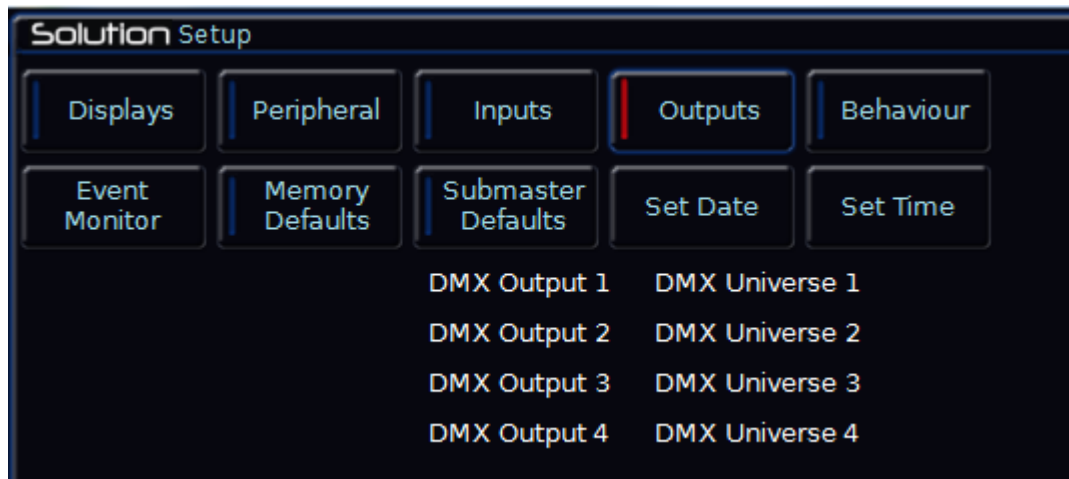 Solution Setup
Displays Peripheral Inputs Outputs Behaviour
Event Monitor Memory Defaults Submaster Defaults Set Date Set Time
DMX Output 1 DMX Universe 1
DMX Output 2 DMX Universe 2
DMX Output 3 DMX Universe 3
DMX Output 4 DMX Universe 4